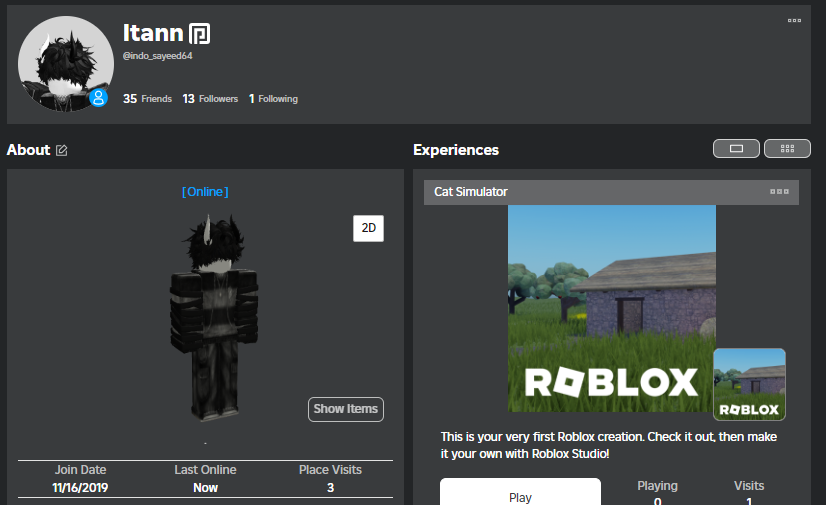 Itann
@indo_sayeed64
35 Friends 13 Followers 1 Following
About
Experiences
[Online]
2D
Show Items
-
Join Date Last Online Place Visits
11/16/2019 Now 3
Cat Simulator
ROBLOX
ROBLOX
This is your very first Roblox creation. Check it out, then make
it your own with Roblox Studio!
Play
Playing Visits
0 1